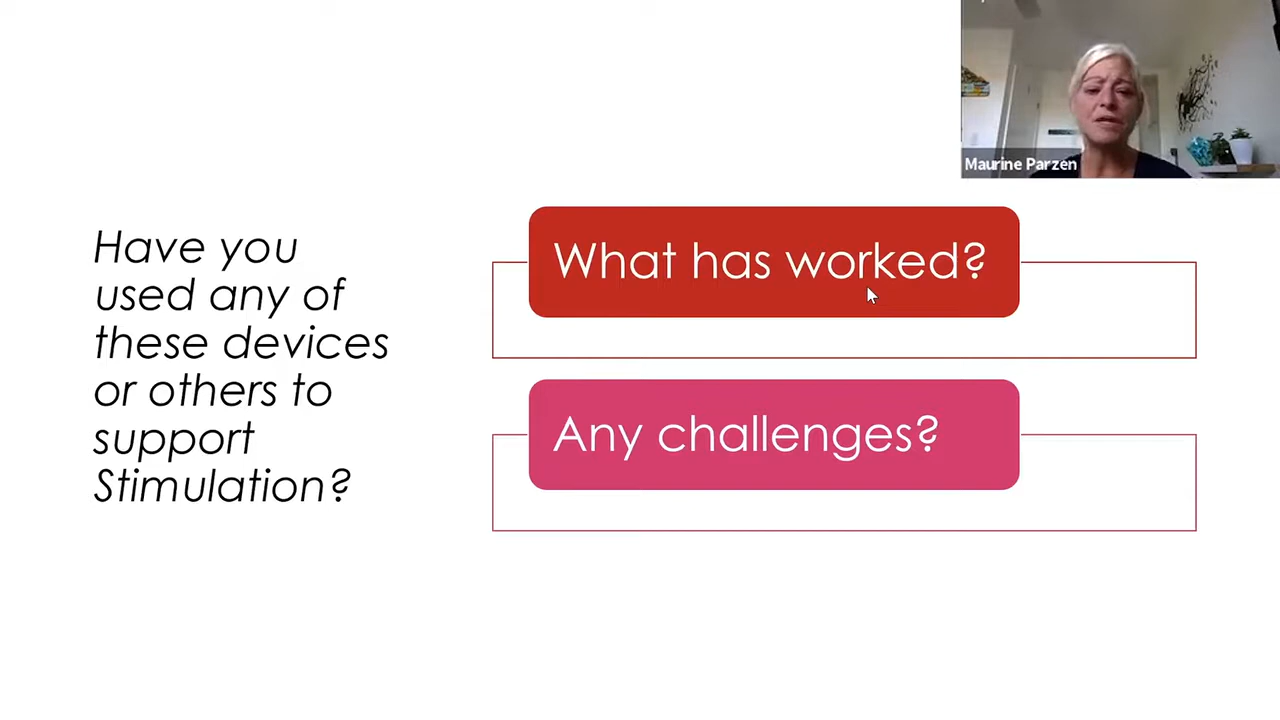 Maurine Parzen
Have you
used any of
these devices
or others to
support
Stimulation?
What has worked?
Any challenges?